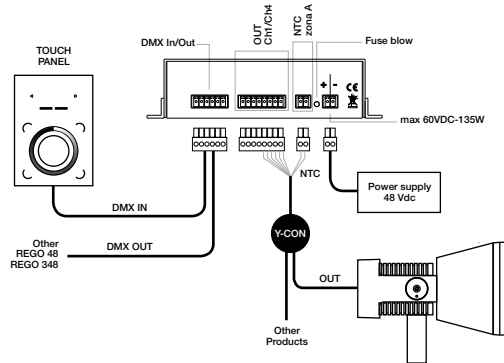 TOUCH
PANEL
DMX In/Out
OUT
Ch1/Ch4
NTC
zona A
Fuse blow
+ -
CE
max 60VDC-135W
NTC
Power supply
48 Vdc
DMX IN
Other
REGO 48
REGO 348
DMX OUT
Y-CON
OUT
Other
Products